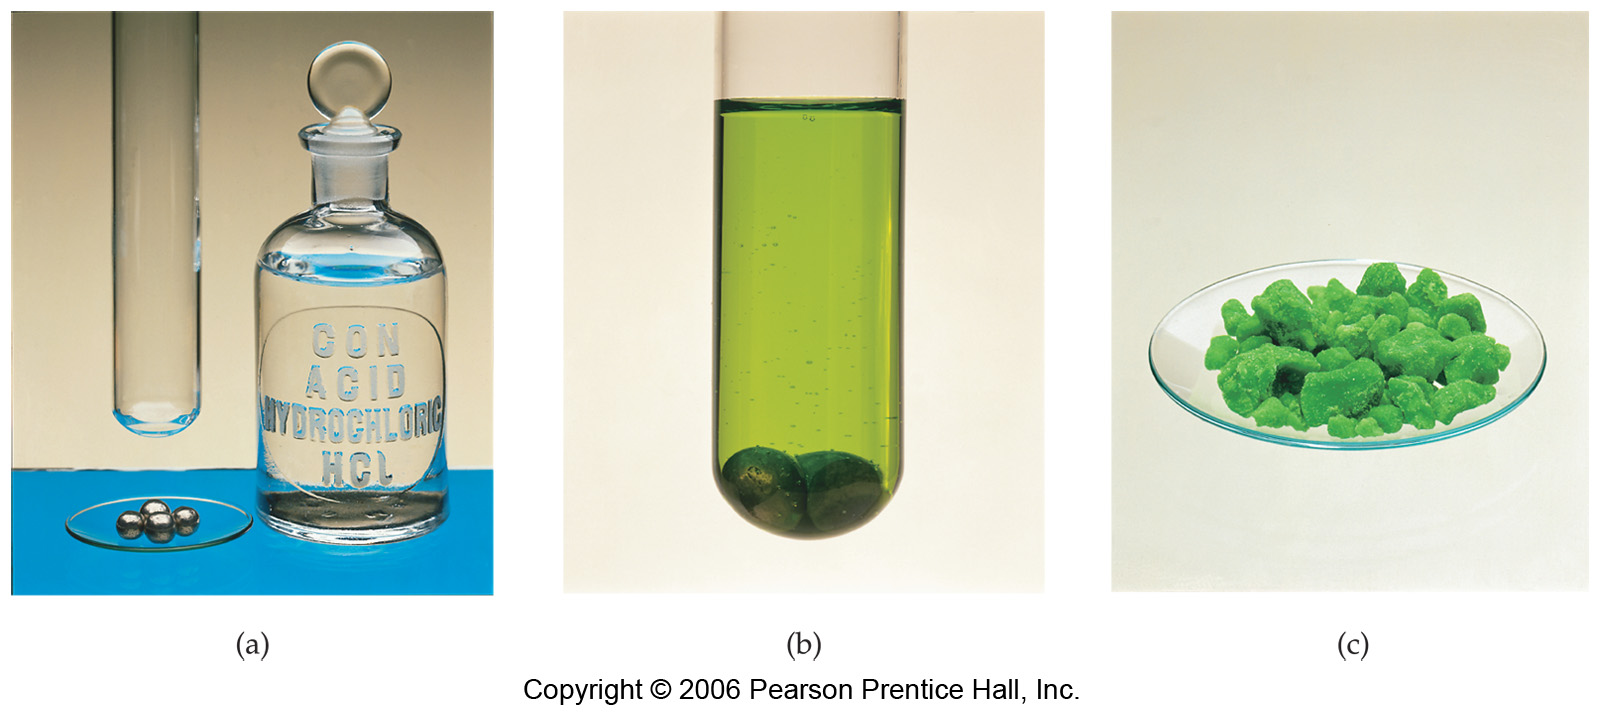 CON
ACID
HYDROCHLORIC
HCl
(a)
(b)
(c)
Copyright © 2006 Pearson Prentice Hall, Inc.